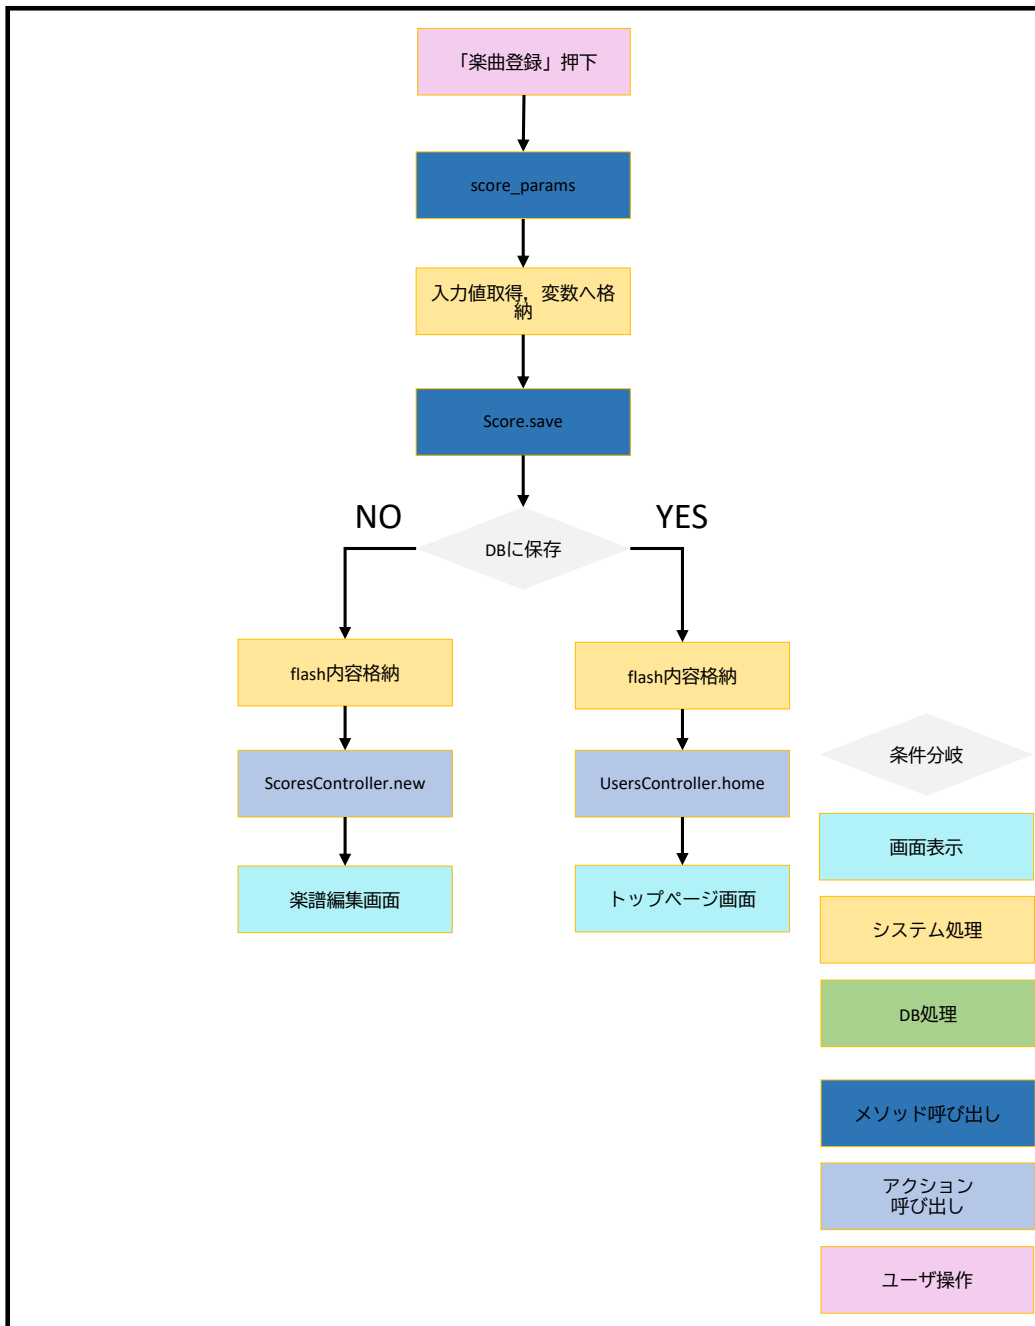 「楽曲登録」押下
score_params
入力値取得，変数へ格
納
Score.save
NO
YES
DBに保存
flash内容格納
flash内容格納
ScoresController.new
UsersController.home
楽譜編集画面
トップページ画面
条件分岐
画面表示
システム処理
DB処理
メソッド呼び出し
アクション
呼び出し
ユーザ操作